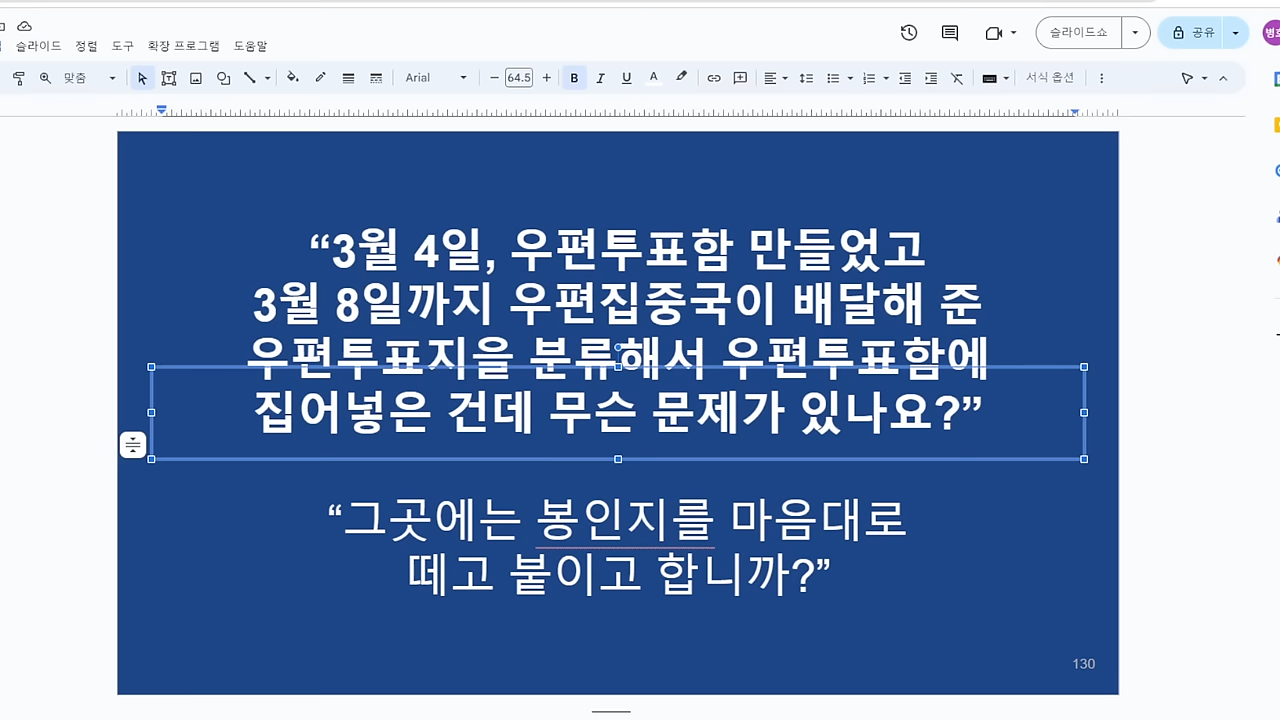 슬라이드 정렬 도구 확장 프로그램 도움말
슬라이드쇼
공유
맞춤
Arial
64.5
B
I
U
A
서식 옵션
“3월 4일, 우편투표함 만들었고
3월 8일까지 우편집중국이 배달해 준
우편투표지을 분류해서 우편투표함에
집어넣은 건데 무슨 문제가 있나요?”
“그곳에는 봉인지를 마음대로
떼고 붙이고 합니까?”
130